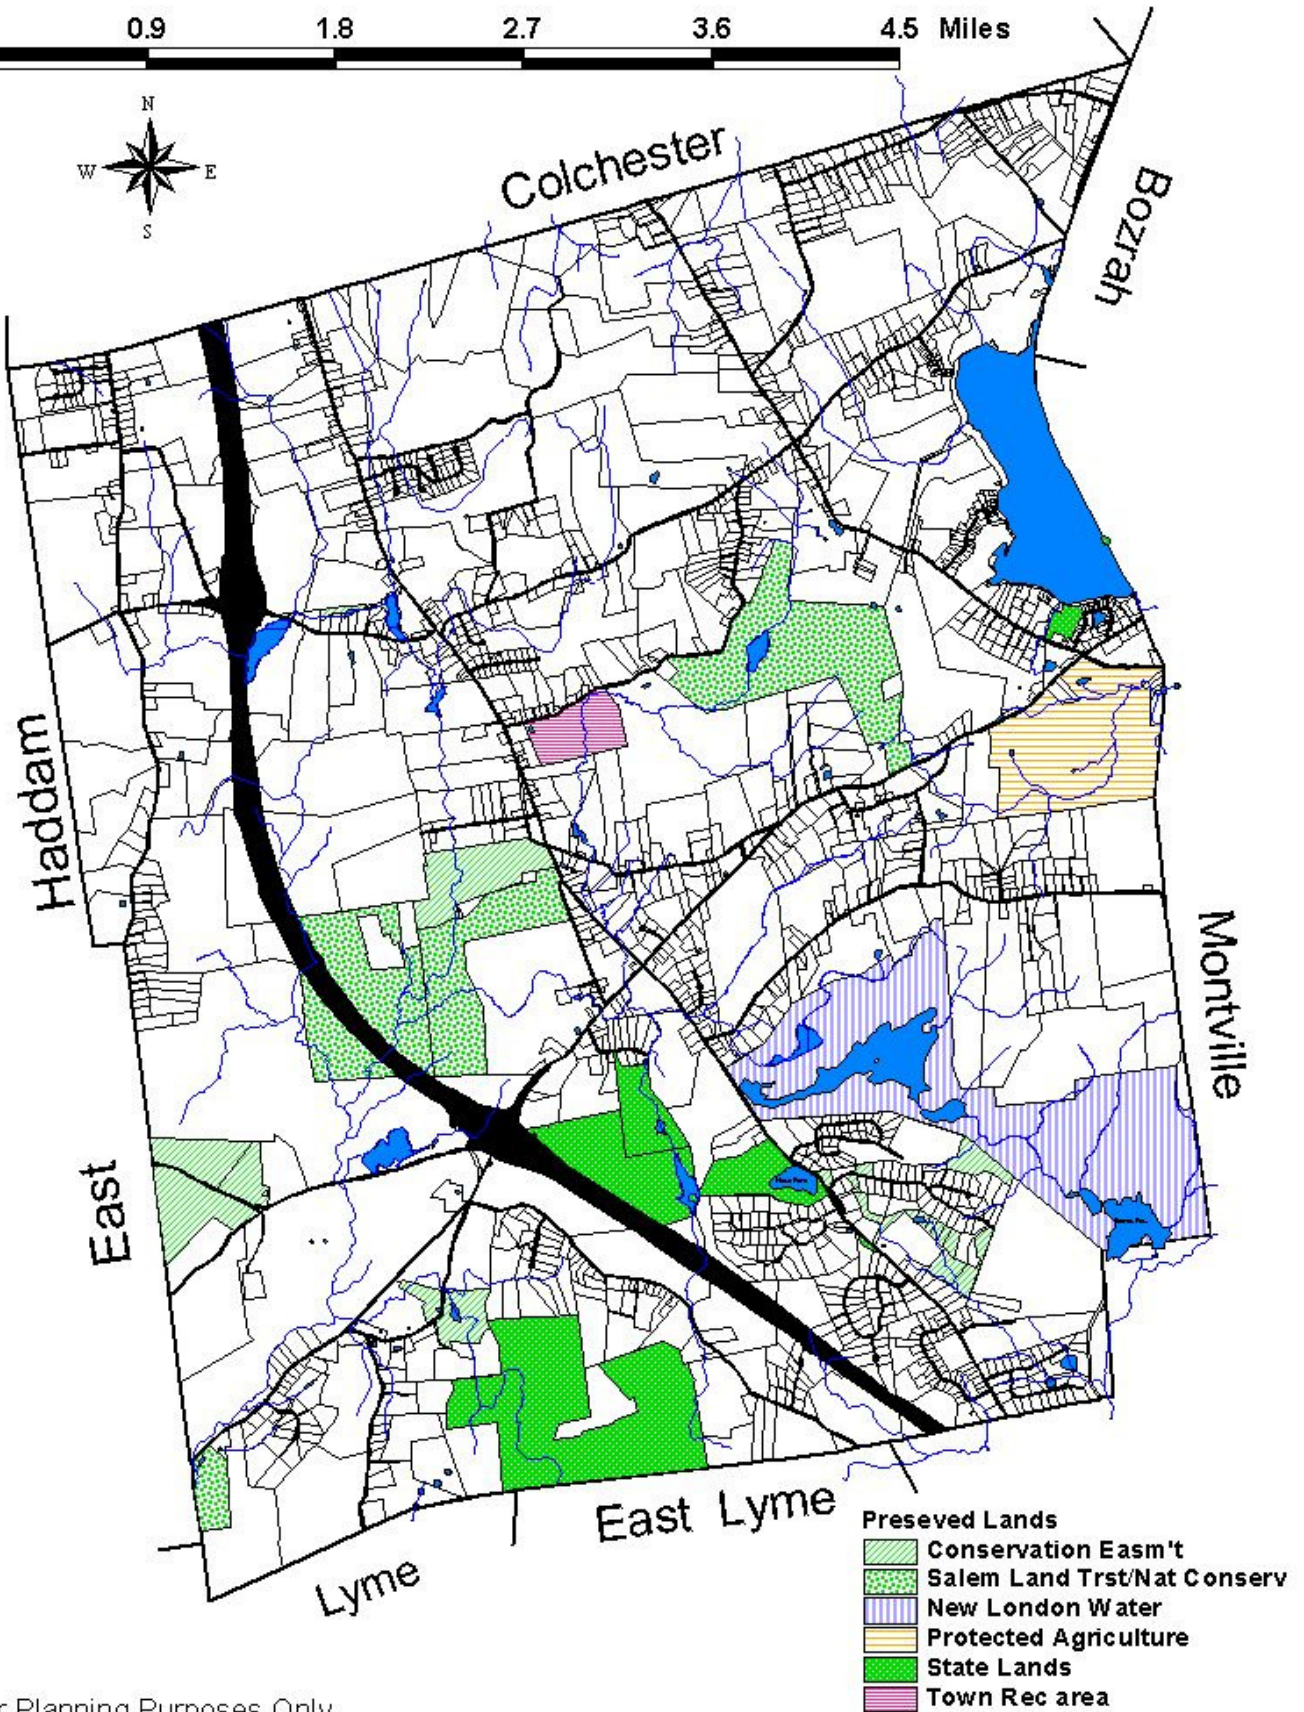 0.9 1.8 2.7 3.6 4.5 Miles
N
W E
S
Colchester
Bozrah
Haddam
East
Montville
East Lyme
Lyme
Preseved Lands
Conservation Easm't
Salem Land Trst/Nat Conserv
New London Water
Protected Agriculture
State Lands
Town Rec area
Planning Purposes Only